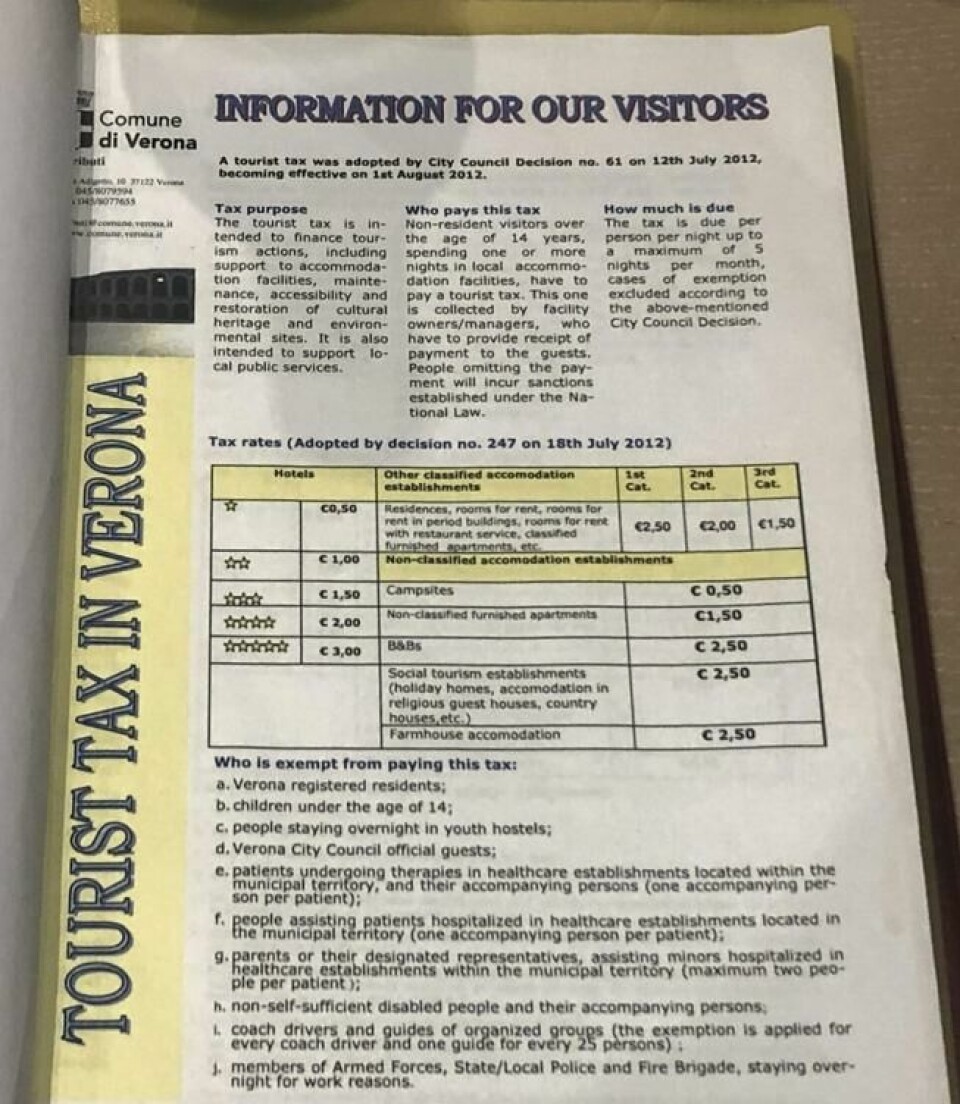 Comune
di Verona
ributi
Adigetto, 10 37122 Verona
045/8079594
045/8077655
@comune.verona.it
www.comune.verona.it
TOURIST TAX IN VERONA
INFORMATION FOR OUR VISITORS
A tourist tax was adopted by City Council Decision no. 61 on 12th July 2012,
becoming effective on 1st August 2012.
Tax purpose
The tourist tax is in-
tended to finance tour-
ism actions, including
support to accommoda-
tion facilities, mainte-
nance, accessibility and
restoration of cultural
heritage and environ-
mental sites. It is also
intended to support lo-
cal public services.
Who pays this tax
Non-resident visitors over
the age of 14 years,
spending one or more
nights in local accommo-
dation facilities, have to
pay a tourist tax. This one
is collected by facility
owners/managers, who
have to provide receipt of
payment to the guests.
People omitting the pay-
ment will incur sanctions
established under the Na-
tional Law.
How much is due
The tax is due per
person per night up to
a maximum of 5
nights per month,
cases of exemption
excluded according to
the above-mentioned
City Council Decision.
Tax rates (Adopted by decision no. 247 on 18th July 2012)
Hotels
Other classified accomodation
establishments
1st
Cat.
2nd
Cat.
3rd
Cat.
€0,50
Residences, rooms for rent, rooms for
rent in period buildings, rooms for rent
with restaurant service, classified
furnished apartments, etc.
€2,50
€2,00
€1,50
€ 1,00
Non-classified accomodation establishments
€ 1,50
Campsites
€ 0,50
€ 2,00
Non-classified furnished apartments
€1,50
€ 3,00
B&Bs
€ 2,50
Social tourism establishments
(holiday homes, accomodation in
religious guest houses, country
houses,etc.)
€ 2,50
Farmhouse accomodation
€ 2,50
Who is exempt from paying this tax:
a. Verona registered residents;
b. children under the age of 14;
c. people staying overnight in youth hostels;
d. Verona City Council official guests;
e. patients undergoing therapies in healthcare establishments located within the
municipal territory, and their accompanying persons (one accompanying per-
son per patient);
f. people assisting patients hospitalized in healthcare establishments located in
the municipal territory (one accompanying person per patient);
g. parents or their designated representatives, assisting minors hospitalized in
healthcare establishments within the municipal territory (maximum two peo-
ple per patient );
h. non-self-sufficient disabled people and their accompanying persons;
i. coach drivers and guides of organized groups (the exemption is applied for
every coach driver and one guide for every 25 persons) ;
j. members of Armed Forces, State/Local Police and Fire Brigade, staying over-
night for work reasons.